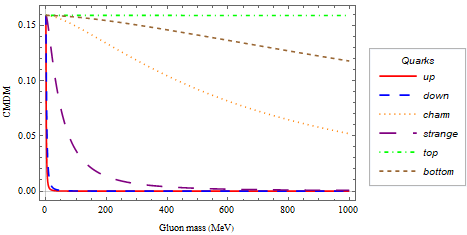 CMDM
0.15
0.10
0.05
0.00
0
200
400
600
800
1000
Gluon mass (MeV)
Quarks
up
down
cham
strange
top
bottom